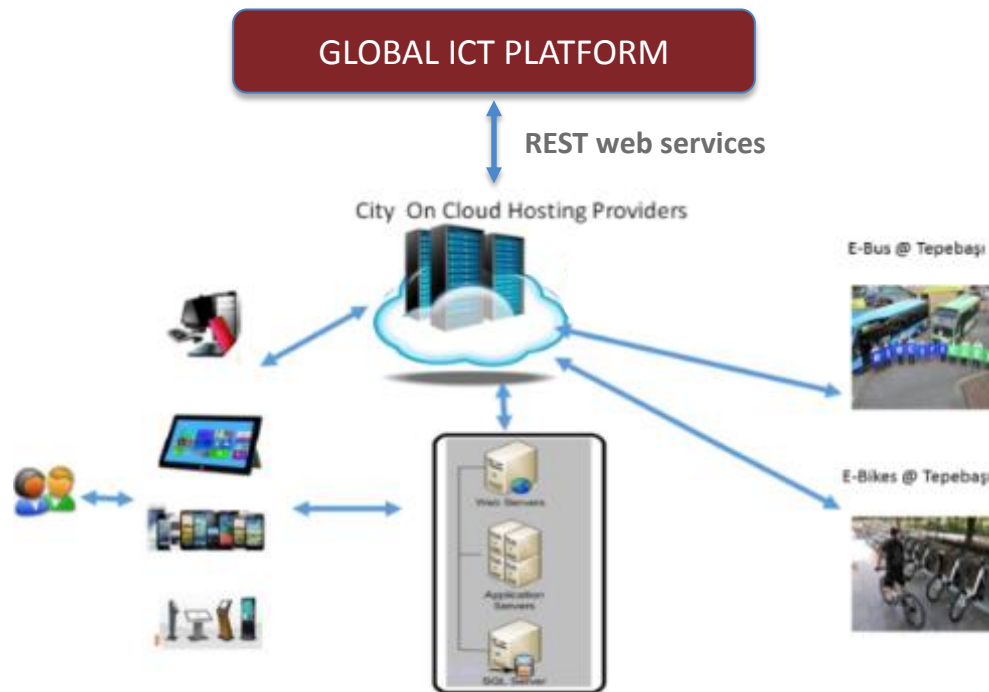 GLOBAL ICT PLATFORM
REST web services
City On Cloud Hosting Providers
E-Bus @ Tepebaşı
E-Bikes @ Tepebaşı
Web Servers
Application
Servers
SQL Server